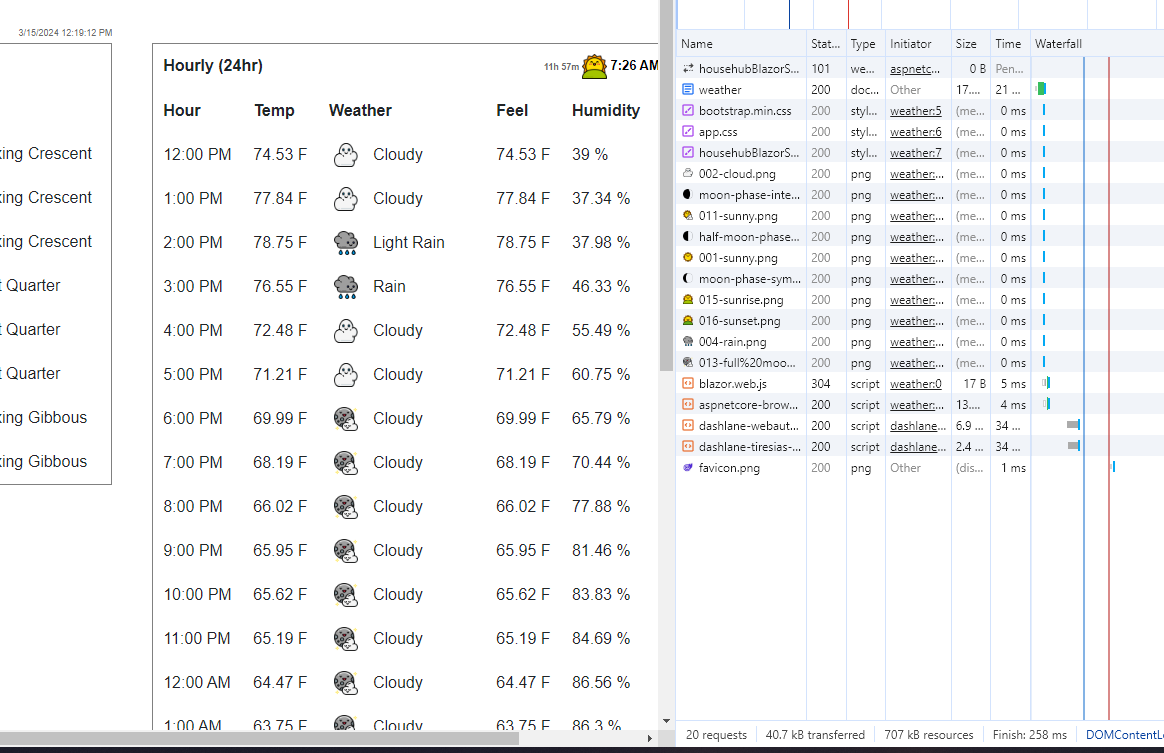 3/15/2024 12:19:12 PM
xing Crescent
xing Crescent
xing Crescent
t Quarter
t Quarter
t Quarter
xing Gibbous
xing Gibbous
Hourly (24hr) 11h 57m 7:26 AM
Hour Temp Weather Feel Humidity
12:00 PM 74.53 F Cloudy 74.53 F 39 %
1:00 PM 77.84 F Cloudy 77.84 F 37.34 %
2:00 PM 78.75 F Light Rain 78.75 F 37.98 %
3:00 PM 76.55 F Rain 76.55 F 46.33 %
4:00 PM 72.48 F Cloudy 72.48 F 55.49 %
5:00 PM 71.21 F Cloudy 71.21 F 60.75 %
6:00 PM 69.99 F Cloudy 69.99 F 65.79 %
7:00 PM 68.19 F Cloudy 68.19 F 70.44 %
8:00 PM 66.02 F Cloudy 66.02 F 77.88 %
9:00 PM 65.95 F Cloudy 65.95 F 81.46 %
10:00 PM 65.62 F Cloudy 65.62 F 83.83 %
11:00 PM 65.19 F Cloudy 65.19 F 84.69 %
12:00 AM 64.47 F Cloudy 64.47 F 86.56 %
1:00 AM 63.75 F Cloudy 63.75 F 86.3 %
Name Stat... Type Initiator Size Time Waterfall
househubBlazorS... 101 we... aspnetc... 0 B Pen...
weather 200 doc... Other 17.... 21 ...
bootstrap.min.css 200 styl... weather:5 (me... 0 ms
app.css 200 styl... weather:6 (me... 0 ms
househubBlazorS... 200 styl... weather:7 (me... 0 ms
002-cloud.png 200 png weather:... (me... 0 ms
moon-phase-inte... 200 png weather:... (me... 0 ms
011-sunny.png 200 png weather:... (me... 0 ms
half-moon-phase... 200 png weather:... (me... 0 ms
001-sunny.png 200 png weather:... (me... 0 ms
moon-phase-sym... 200 png weather:... (me... 0 ms
015-sunrise.png 200 png weather:... (me... 0 ms
016-sunset.png 200 png weather:... (me... 0 ms
004-rain.png 200 png weather:... (me... 0 ms
013-full%20moo... 200 png weather:... (me... 0 ms
blazor.web.js 304 script weather:0 17 B 5 ms
aspnetcore-brow... 200 script weather:... 13.... 4 ms
dashlane-webaut... 200 script dashlane... 6.9 ... 34 ...
dashlane-tiresias-... 200 script dashlane... 2.4 ... 34 ...
favicon.png 200 png Other (dis... 1 ms
20 requests 40.7 kB transferred 707 kB resources Finish: 258 ms DOMContentL